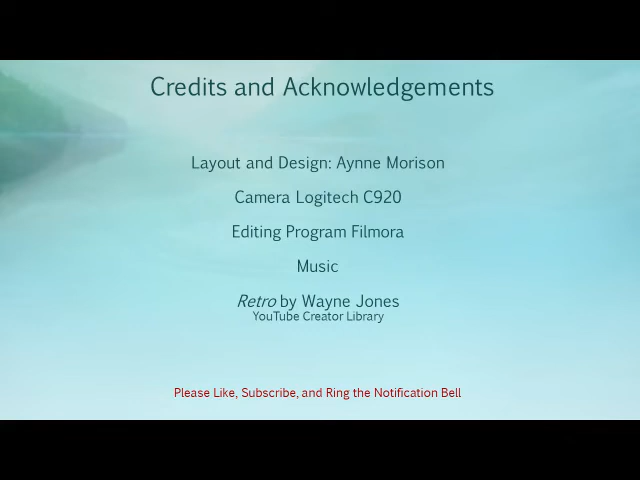 Credits and Acknowledgements
Layout and Design: Aynne Morison
Camera Logitech C920
Editing Program Filmora
Music
Retro by Wayne Jones
YouTube Creator Library
Please Like, Subscribe, and Ring the Notification Bell